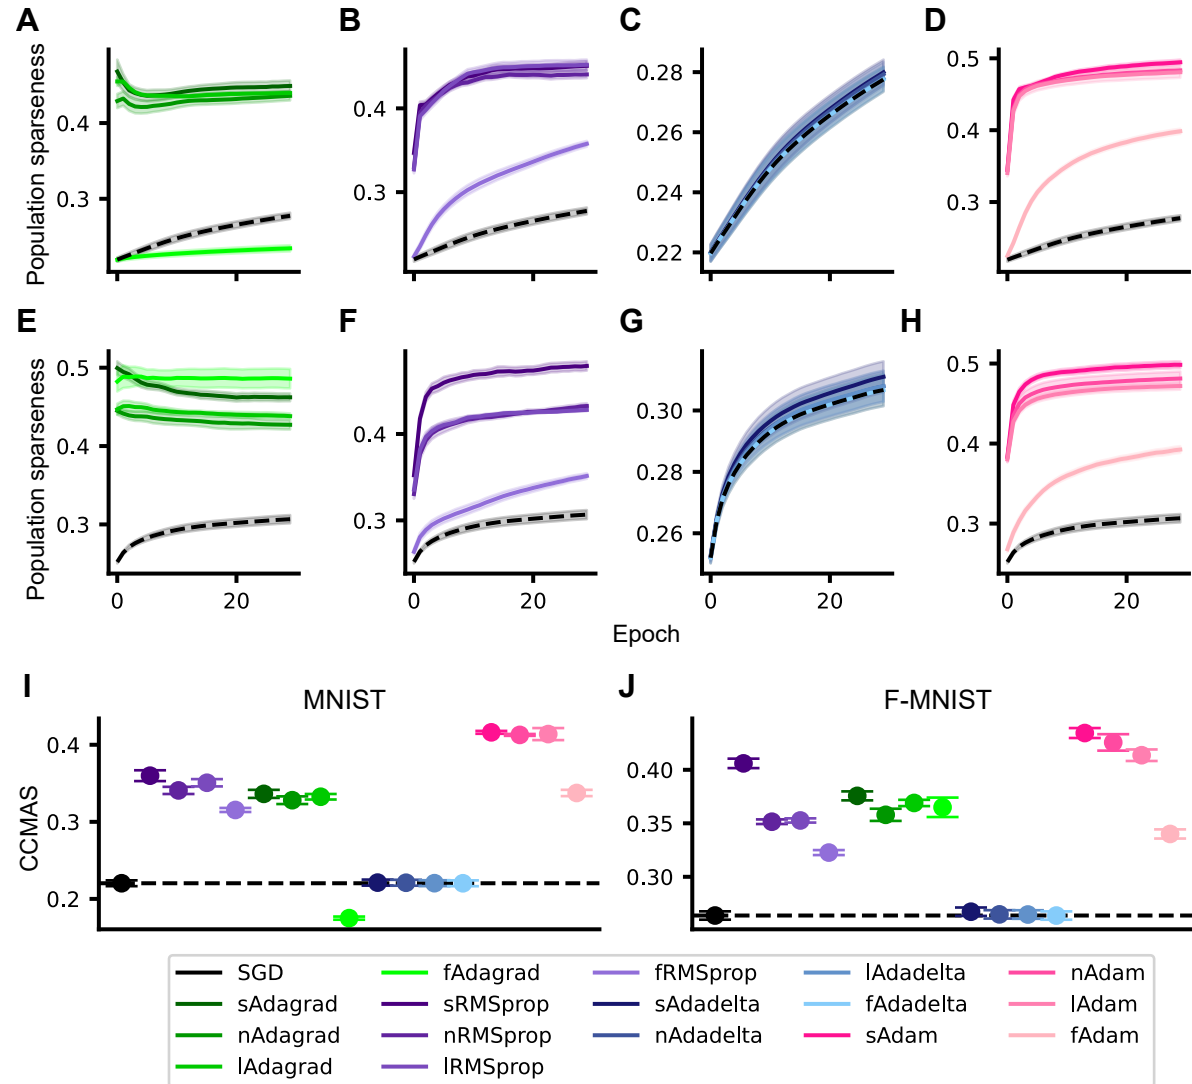 A B C D
Population sparseness
0.4
0.3
0.4
0.3
0.28
0.26
0.24
0.22
0.5
0.4
0.3
E F G H
Population sparseness
0.5
0.4
0.3
0 20
0.4
0.3
0 20
0.30
0.28
0.26
0 20
0.5
0.4
0.3
0 20
Epoch
I MNIST
CCMAS
0.4
0.3
0.2
J F-MNIST
0.40
0.35
0.30
SGD
sAdagrad
nAdagrad
lAdagrad
fAdagrad
sRMSprop
nRMSprop
lRMSprop
fRMSprop
sAdadelta
nAdadelta
lAdadelta
fAdadelta
sAdam
nAdam
lAdam
fAdam